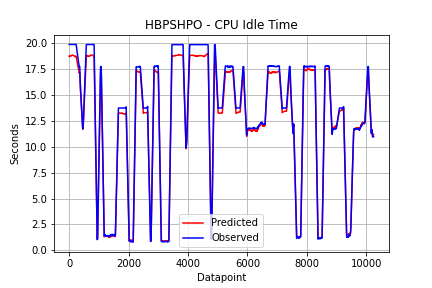 HBPSHPO - CPU Idle Time
20.0
17.5
15.0
12.5
10.0
7.5
5.0
2.5
0.0
Seconds
Predicted
Observed
0 2000 4000 6000 8000 10000
Datapoint